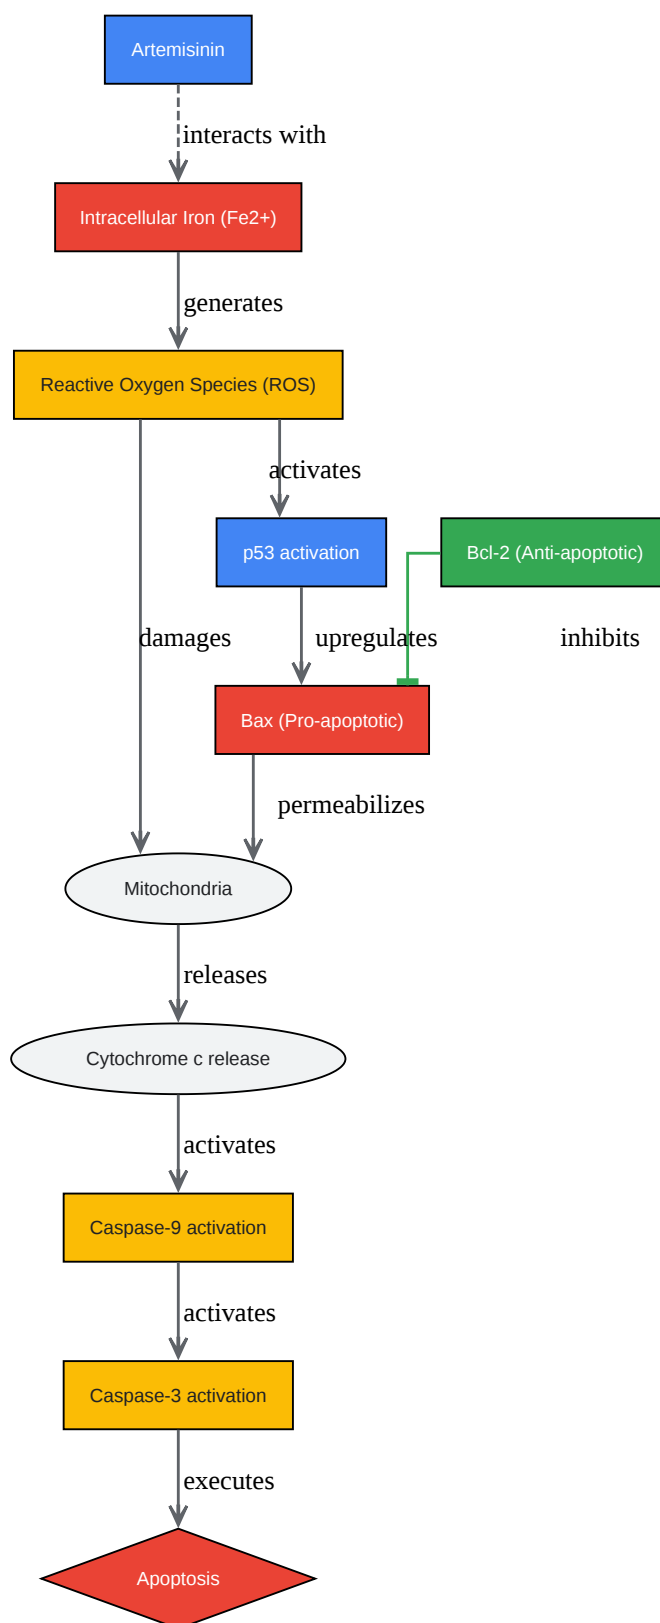 Artemisinin
interacts with
Intracellular Iron (Fe2+)
generates
Reactive Oxygen Species (ROS)
activates
p53 activation
Bcl-2 (Anti-apoptotic)
damages
upregulates
inhibits
Bax (Pro-apoptotic)
permeabilizes
Mitochondria
releases
Cytochrome c release
activates
Caspase-9 activation
activates
Caspase-3 activation
executes
Apoptosis